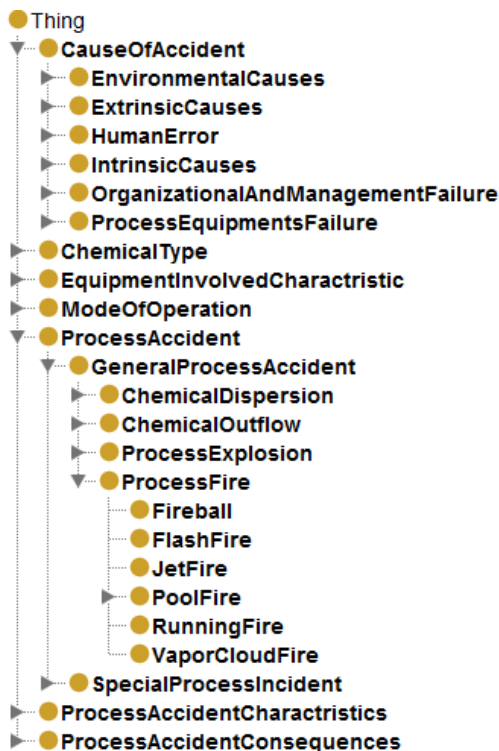 Thing
CauseOfAccident
EnvironmentalCauses
ExtrinsicCauses
HumanError
IntrinsicCauses
OrganizationalAndManagementFailure
ProcessEquipmentsFailure
ChemicalType
EquipmentInvolvedCharactristic
ModeOfOperation
ProcessAccident
GeneralProcessAccident
ChemicalDispersion
ChemicalOutflow
ProcessExplosion
ProcessFire
Fireball
FlashFire
JetFire
PoolFire
RunningFire
VaporCloudFire
SpecialProcessIncident
ProcessAccidentCharactristics
ProcessAccidentConsequences